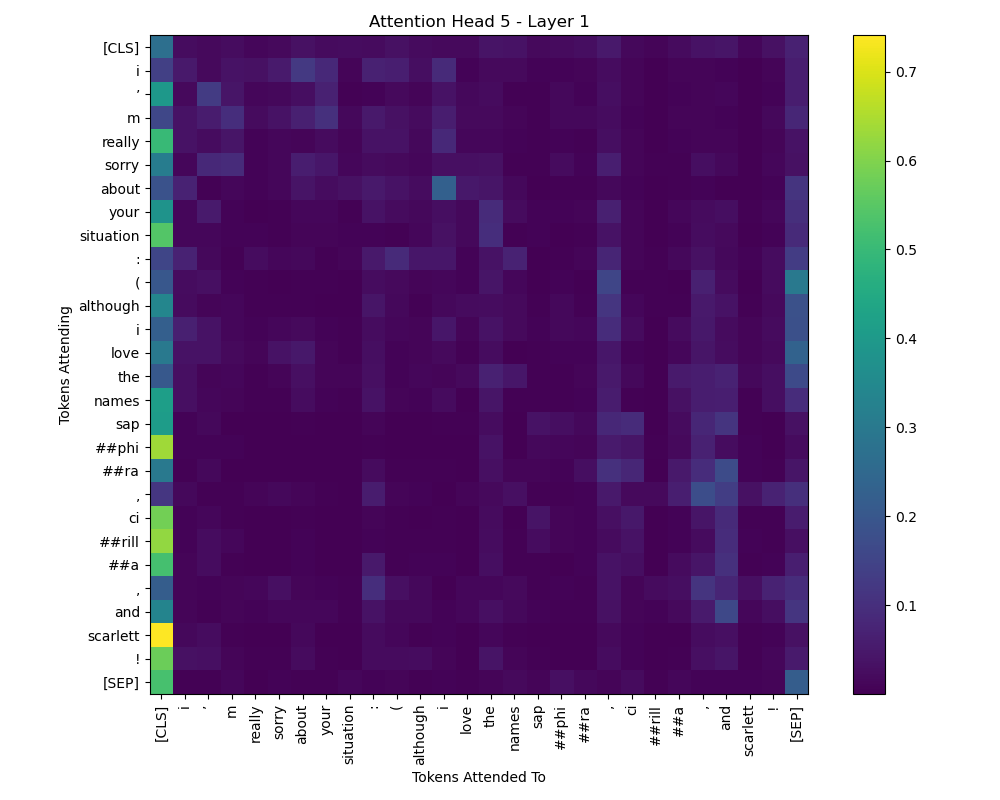 Attention Head 5 - Layer 1
Tokens Attending
[CLS]
i
’
m
really
sorry
about
your
situation
:
(
although
i
love
the
names
sap
##phi
##ra
,
ci
##rill
##a
,
and
scarlett
!
[SEP]
[CLS]
i
’
m
really
sorry
about
your
situation
:
(
although
i
love
the
names
sap
##phi
##ra
,
ci
##rill
##a
,
and
scarlett
!
[SEP]
Tokens Attended To
0.7
0.6
0.5
0.4
0.3
0.2
0.1